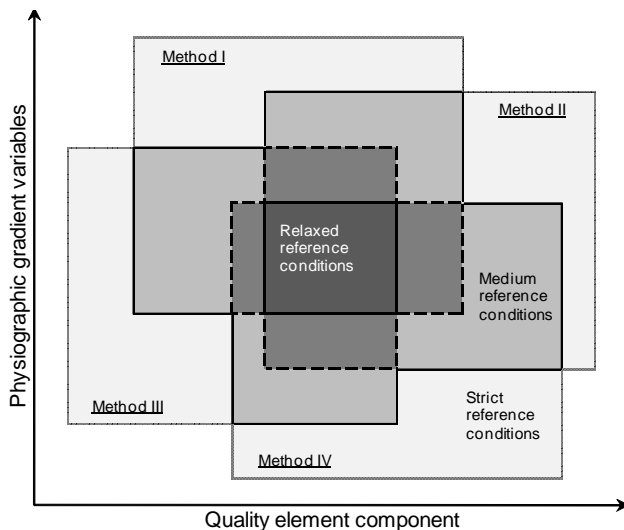 Physiographic gradient variables
Method I
Method II
Relaxed
reference
conditions
Medium
reference
conditions
Method III
Strict
reference
conditions
Method IV
Quality element component